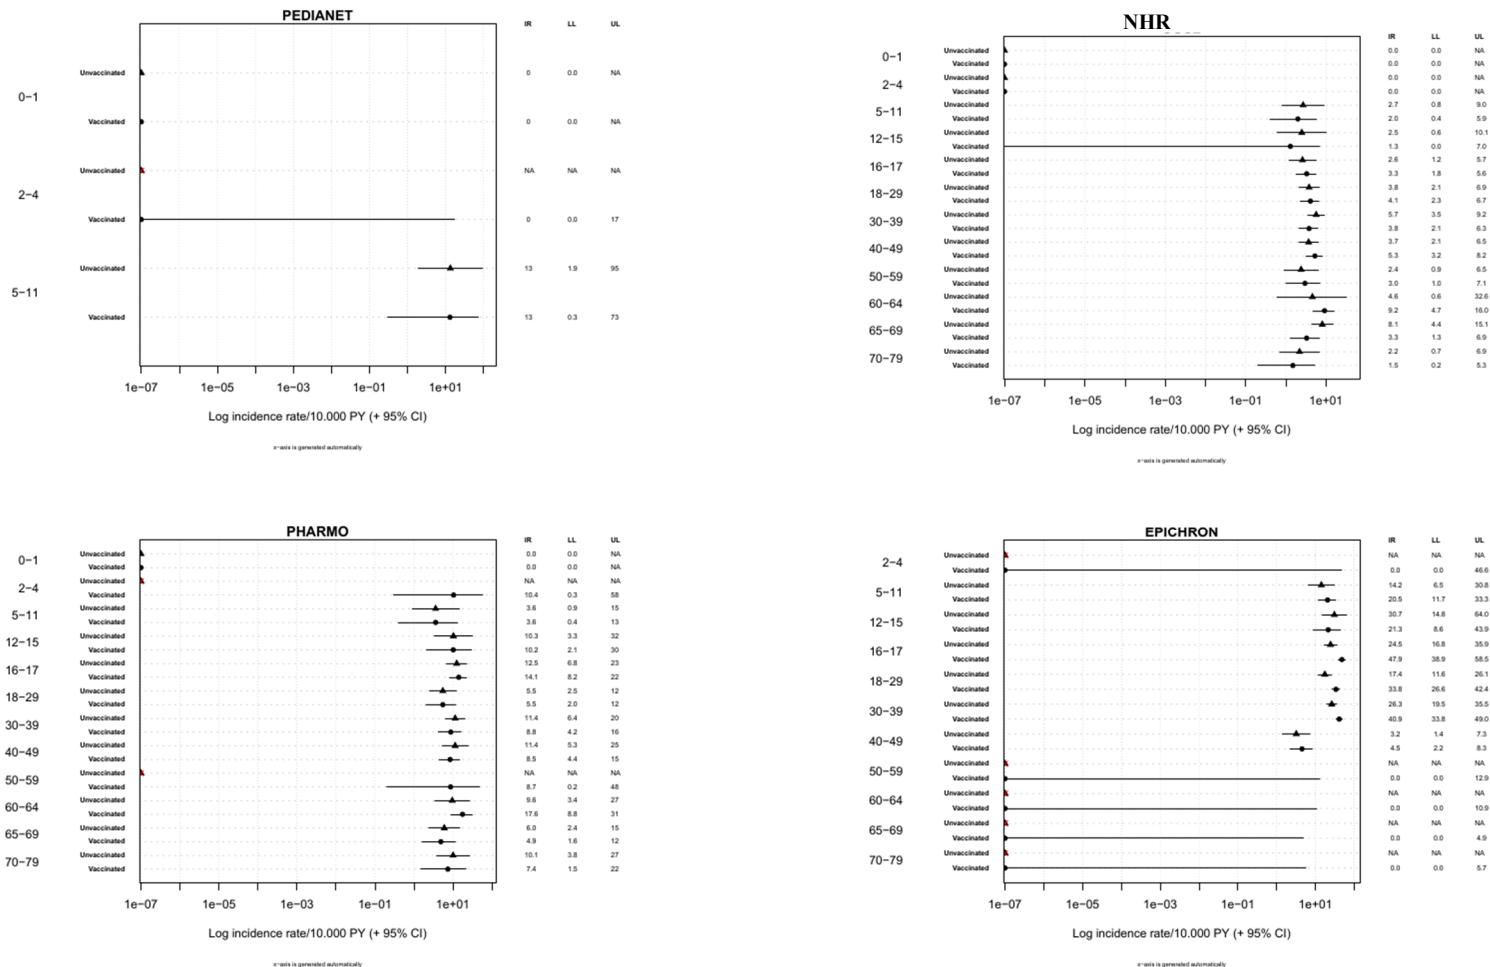 PEDIANET
IR LL UL
0-1
Unvaccinated 0 0.0 NA
Vaccinated 0 0.0 NA
2-4
Unvaccinated NA NA NA
Vaccinated 0 0.0 17
5-11
Unvaccinated 13 1.9 95
Vaccinated 13 0.3 73
1e-07 1e-05 1e-03 1e-01 1e+01
Log incidence rate/10.000 PY (+ 95% CI)
x-axis is generated automatically
NHR
IR LL UL
0-1
Unvaccinated 0.0 0.0 NA
Vaccinated 0.0 0.0 NA
2-4
Unvaccinated 0.0 0.0 NA
Vaccinated 0.0 0.0 NA
5-11
Unvaccinated 2.7 0.8 9.0
Vaccinated 2.0 0.4 5.9
12-15
Unvaccinated 2.5 0.6 10.1
Vaccinated 1.3 0.0 7.0
16-17
Unvaccinated 2.6 1.2 5.7
Vaccinated 3.3 1.8 5.6
18-29
Unvaccinated 3.8 2.1 6.9
Vaccinated 4.1 2.3 6.7
30-39
Unvaccinated 5.7 3.5 9.2
Vaccinated 3.8 2.1 6.3
40-49
Unvaccinated 3.7 2.1 6.5
Vaccinated 5.3 3.2 8.2
50-59
Unvaccinated 2.4 0.9 6.5
Vaccinated 3.0 1.0 7.1
60-64
Unvaccinated 4.6 0.6 32.6
Vaccinated 9.2 4.7 16.0
65-69
Unvaccinated 8.1 4.4 15.1
Vaccinated 3.3 1.3 6.9
70-79
Unvaccinated 2.2 0.7 6.9
Vaccinated 1.5 0.2 5.3
1e-07 1e-05 1e-03 1e-01 1e+01
Log incidence rate/10.000 PY (+ 95% CI)
x-axis is generated automatically
PHARMO
IR LL UL
0-1
Unvaccinated 0.0 0.0 NA
Vaccinated 0.0 0.0 NA
2-4
Unvaccinated NA NA NA
Vaccinated 10.4 0.3 58
5-11
Unvaccinated 3.6 0.9 15
Vaccinated 3.6 0.4 13
12-15
Unvaccinated 10.3 3.3 32
Vaccinated 10.2 2.1 30
16-17
Unvaccinated 12.5 6.8 23
Vaccinated 14.1 8.2 22
18-29
Unvaccinated 5.5 2.5 12
Vaccinated 5.5 2.0 12
30-39
Unvaccinated 11.4 6.4 20
Vaccinated 8.8 4.2 16
40-49
Unvaccinated 11.4 5.3 25
Vaccinated 8.5 4.4 15
50-59
Unvaccinated NA NA NA
Vaccinated 8.7 0.2 48
60-64
Unvaccinated 9.6 3.4 27
Vaccinated 17.6 8.8 31
65-69
Unvaccinated 6.0 2.4 15
Vaccinated 4.9 1.6 12
70-79
Unvaccinated 10.1 3.8 27
Vaccinated 7.4 1.5 22
1e-07 1e-05 1e-03 1e-01 1e+01
Log incidence rate/10.000 PY (+ 95% CI)
x-axis is generated automatically
EPICHRON
IR LL UL
2-4
Unvaccinated NA NA NA
Vaccinated 0.0 0.0 46.6
5-11
Unvaccinated 14.2 6.5 30.8
Vaccinated 20.5 11.7 33.3
12-15
Unvaccinated 30.7 14.8 64.0
Vaccinated 21.3 8.6 43.9
16-17
Unvaccinated 24.5 16.8 35.9
Vaccinated 47.9 38.9 58.5
18-29
Unvaccinated 17.4 11.6 26.1
Vaccinated 33.8 26.6 42.4
30-39
Unvaccinated 26.3 19.5 35.5
Vaccinated 40.9 33.8 49.0
40-49
Unvaccinated 3.2 1.4 7.3
Vaccinated 4.5 2.2 8.3
50-59
Unvaccinated NA NA NA
Vaccinated 0.0 0.0 12.9
60-64
Unvaccinated NA NA NA
Vaccinated 0.0 0.0 10.9
65-69
Unvaccinated NA NA NA
Vaccinated 0.0 0.0 4.9
70-79
Unvaccinated NA NA NA
Vaccinated 0.0 0.0 5.7
1e-07 1e-05 1e-03 1e-01 1e+01
Log incidence rate/10.000 PY (+ 95% CI)
x-axis is generated automatically